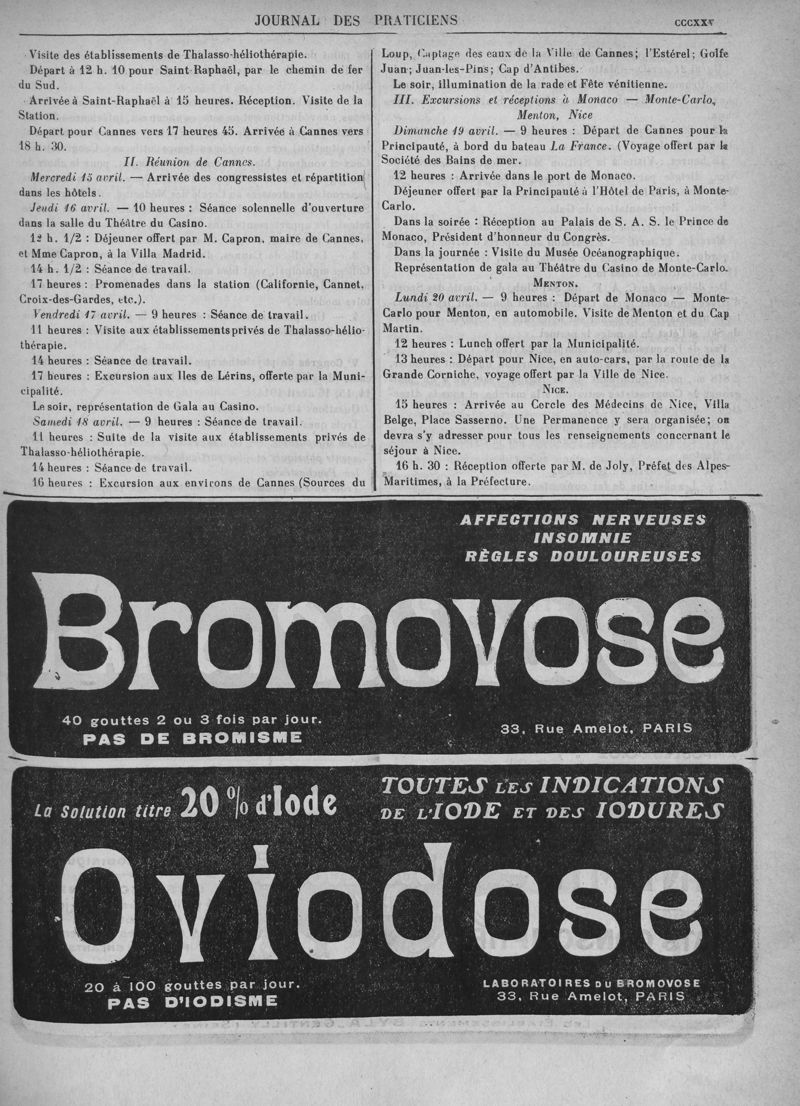 JOURNAL DES PRATICIENS
CCCXXV
Visite des établissements de Thalasso-héliothérapie.
Départ à 12 h. 10 pour Saint-Raphaël, par le chemin de fer
du Sud.
Arrivée à Saint-Raphaël à 15 heures. Réception. Visite de la
Station.
Départ pour Cannes vers 17 heures 45. Arrivée à Cannes vers
18 h. 30.
II. Réunion de Cannes.
Mercredi 15 avril. — Arrivée des congressistes et répartition
dans les hôtels.
Jeudi 16 avril. — 10 heures : Séance solennelle d'ouverture
dans la salle du Théâtre du Casino.
12 h. 1/2 : Déjeuner offert par M. Capron, maire de Cannes,
et Mme Capron, à la Villa Madrid.
14 h. 1/2 : Séance de travail.
17 heures : Promenades dans la station (Californie, Cannet,
Croix-des-Gardes, etc.).
Vendredi 17 avril. — 9 heures : Séance de travail.
11 heures : Visite aux établissements privés de Thalasso-hélio-
thérapie.
14 heures : Séance de travail.
17 heures : Excursion aux Iles de Lérins, offerte par la Muni-
cipalité.
Le soir, représentation de Gala au Casino.
Samedi 18 avril. — 9 heures : Séance de travail.
11 heures : Suite de la visite aux établissements privés de
Thalasso-héliothérapie.
14 heures : Séance de travail.
16 heures : Excursion aux environs de Cannes (Sources du
Loup, Captage des eaux de la Ville de Cannes; l'Estérel; Golfe
Juan; Juan-les-Pins; Cap d'Antibes.
Le soir, illumination de la rade et Fête vénitienne.
III. Excursions et réceptions à Monaco — Monte-Carlo,
Menton, Nice
Dimanche 19 avril. — 9 heures : Départ de Cannes pour la
Principauté, à bord du bateau La France. (Voyage offert par la
Société des Bains de mer.
12 heures : Arrivée dans le port de Monaco.
Déjeuner offert par la Principauté à l'Hôtel de Paris, à Monte-
Carlo.
Dans la soirée : Réception au Palais de S. A. S. le Prince de
Monaco, Président d'honneur du Congrès.
Dans la journée : Visite du Musée Océanographique.
Représentation de gala au Théâtre du Casino de Monte-Carlo.
MENTON.
Lundi 20 avril. — 9 heures : Départ de Monaco — Monte-
Carlo pour Menton, en automobile. Visite de Menton et du Cap
Martin.
12 heures : Lunch offert par la Municipalité.
13 heures : Départ pour Nice, en auto-cars, par la route de la
Grande Corniche, voyage offert par la Ville de Nice.
NICE.
15 heures : Arrivée au Cercle des Médecins de Nice, Villa
Belge, Place Sasserno. Une Permanence y sera organisée; on
devra s'y adresser pour tous les renseignements concernant le
séjour à Nice.
16 h. 30 : Réception offerte par M. de Joly, Préfet des Alpes-
Maritimes, à la Préfecture.
AFFECTIONS NERVEUSES
INSOMNIE
RÈGLES DOULOUREUSES
Bromovose
40 gouttes 2 ou 3 fois par jour.
PAS DE BROMISME
33, Rue Amelot, PARIS
La Solution titre 20 % d'Iode
TOUTES LES INDICATIONS
DE L'IODE ET DES IODURES
Oviodose
20 à 100 gouttes par jour.
PAS D'IODISME
LABORATOIRES DU BROMOVOSE
33, Rue Amelot, PARIS